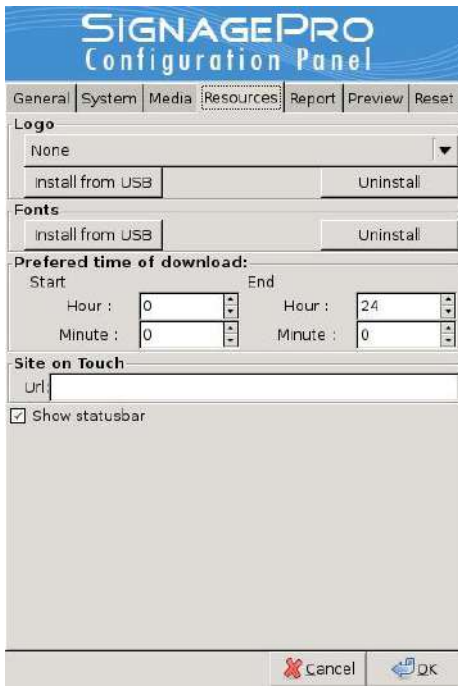 SIGNAGEPRO
Configuration Panel
General System Media Resources Report Preview Reset
Logo
None
Install from USB Uninstall
Fonts
Install from USB Uninstall
Prefered time of download:
Start End
Hour : 0 Hour : 24
Minute : 0 Minute : 0
Site on Touch
Url:
Show statusbar
Cancel OK